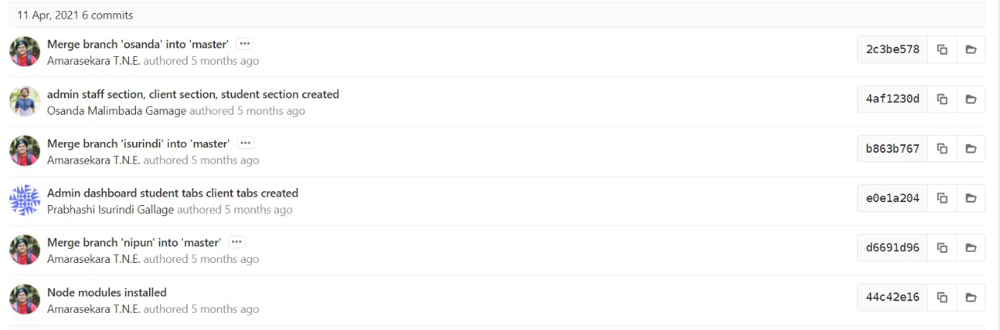 11 Apr, 2021 6 commits
Merge branch 'osanda' into 'master'
Amarasekara T.N.E. authored 5 months ago
2c3be578
admin staff section, client section, student section created
Osanda Malimbada Gamage authored 5 months ago
4af1230d
Merge branch 'isurindi' into 'master'
Amarasekara T.N.E. authored 5 months ago
b863b767
Admin dashboard student tabs client tabs created
Prabhashi Isurindi Gallage authored 5 months ago
e0e1a204
Merge branch 'nipun' into 'master'
Amarasekara T.N.E. authored 5 months ago
d6691d96
Node modules installed
Amarasekara T.N.E. authored 5 months ago
44c42e16